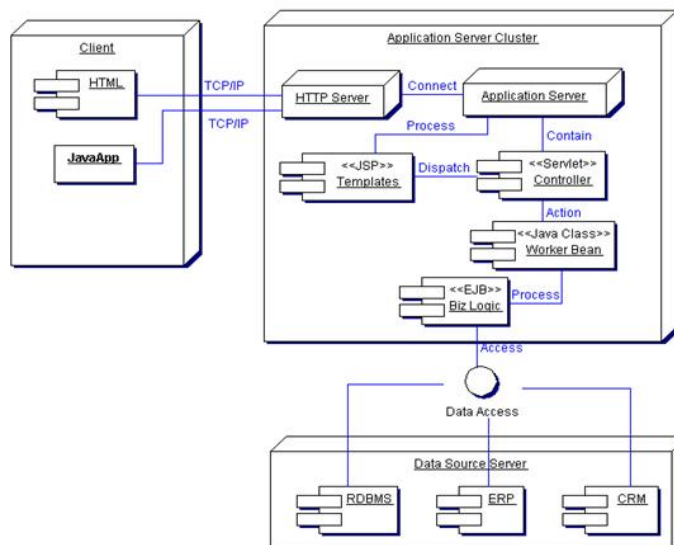 Client
Application Server Cluster
HTML
TCP/IP
HTTP Server
Connect
Application Server
TCP/IP
Process
Contain
JavaApp
<<JSP>>
Templates
Dispatch
<<Servlet>>
Controller
Action
<<Java Class>>
Worker Bean
<<EJB>>
Biz Logic
Process
Access
Data Access
Data Source Server
RDBMS
ERP
CRM